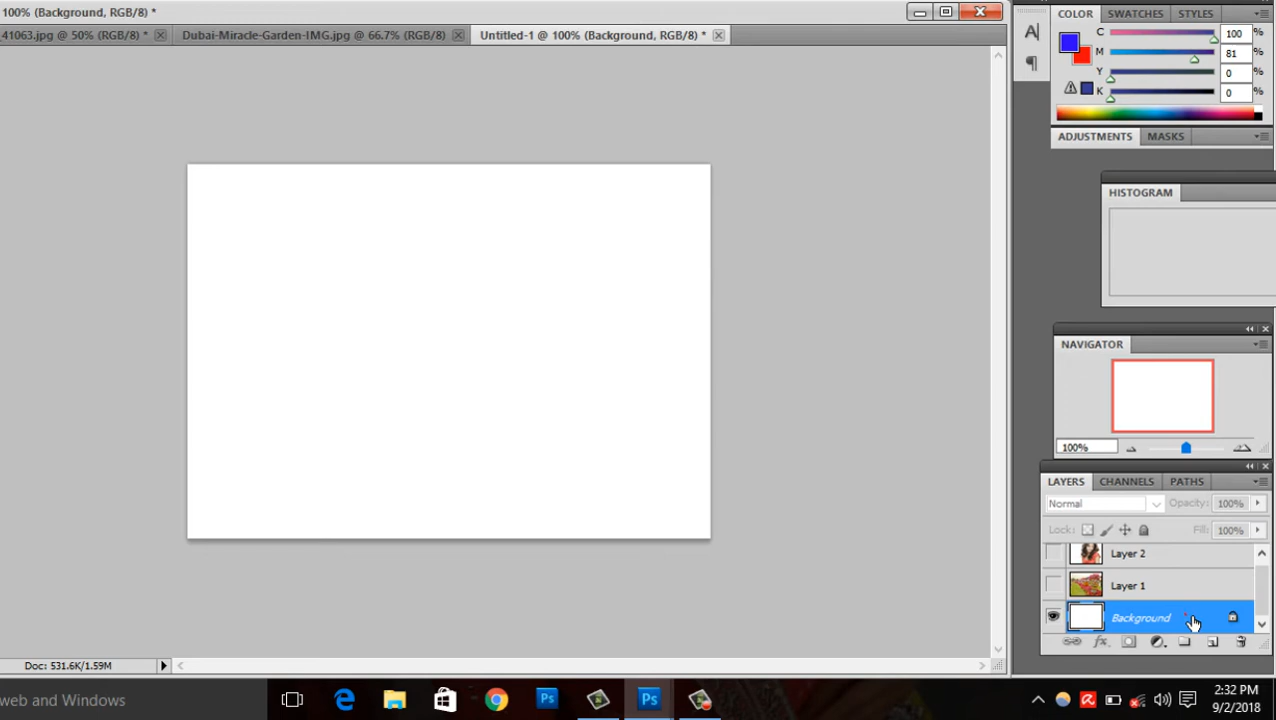 100% (Background, RGB/8) *
_41063.jpg @ 50% (RGB/8) *
Dubai-Miracle-Garden-IMG.jpg @ 66.7% (RGB/8)
Untitled-1 @ 100% (Background, RGB/8) *
COLOR SWATCHES STYLES
C 100 %
M 81 %
Y 0 %
K 0 %
ADJUSTMENTS MASKS
HISTOGRAM
NAVIGATOR
100%
LAYERS CHANNELS PATHS
Normal Opacity: 100%
Lock: Fill: 100%
Layer 2
Layer 1
Background
Doc: 531.6K/1.59M
web and Windows
Ps
Ps
2:32 PM
9/2/2018